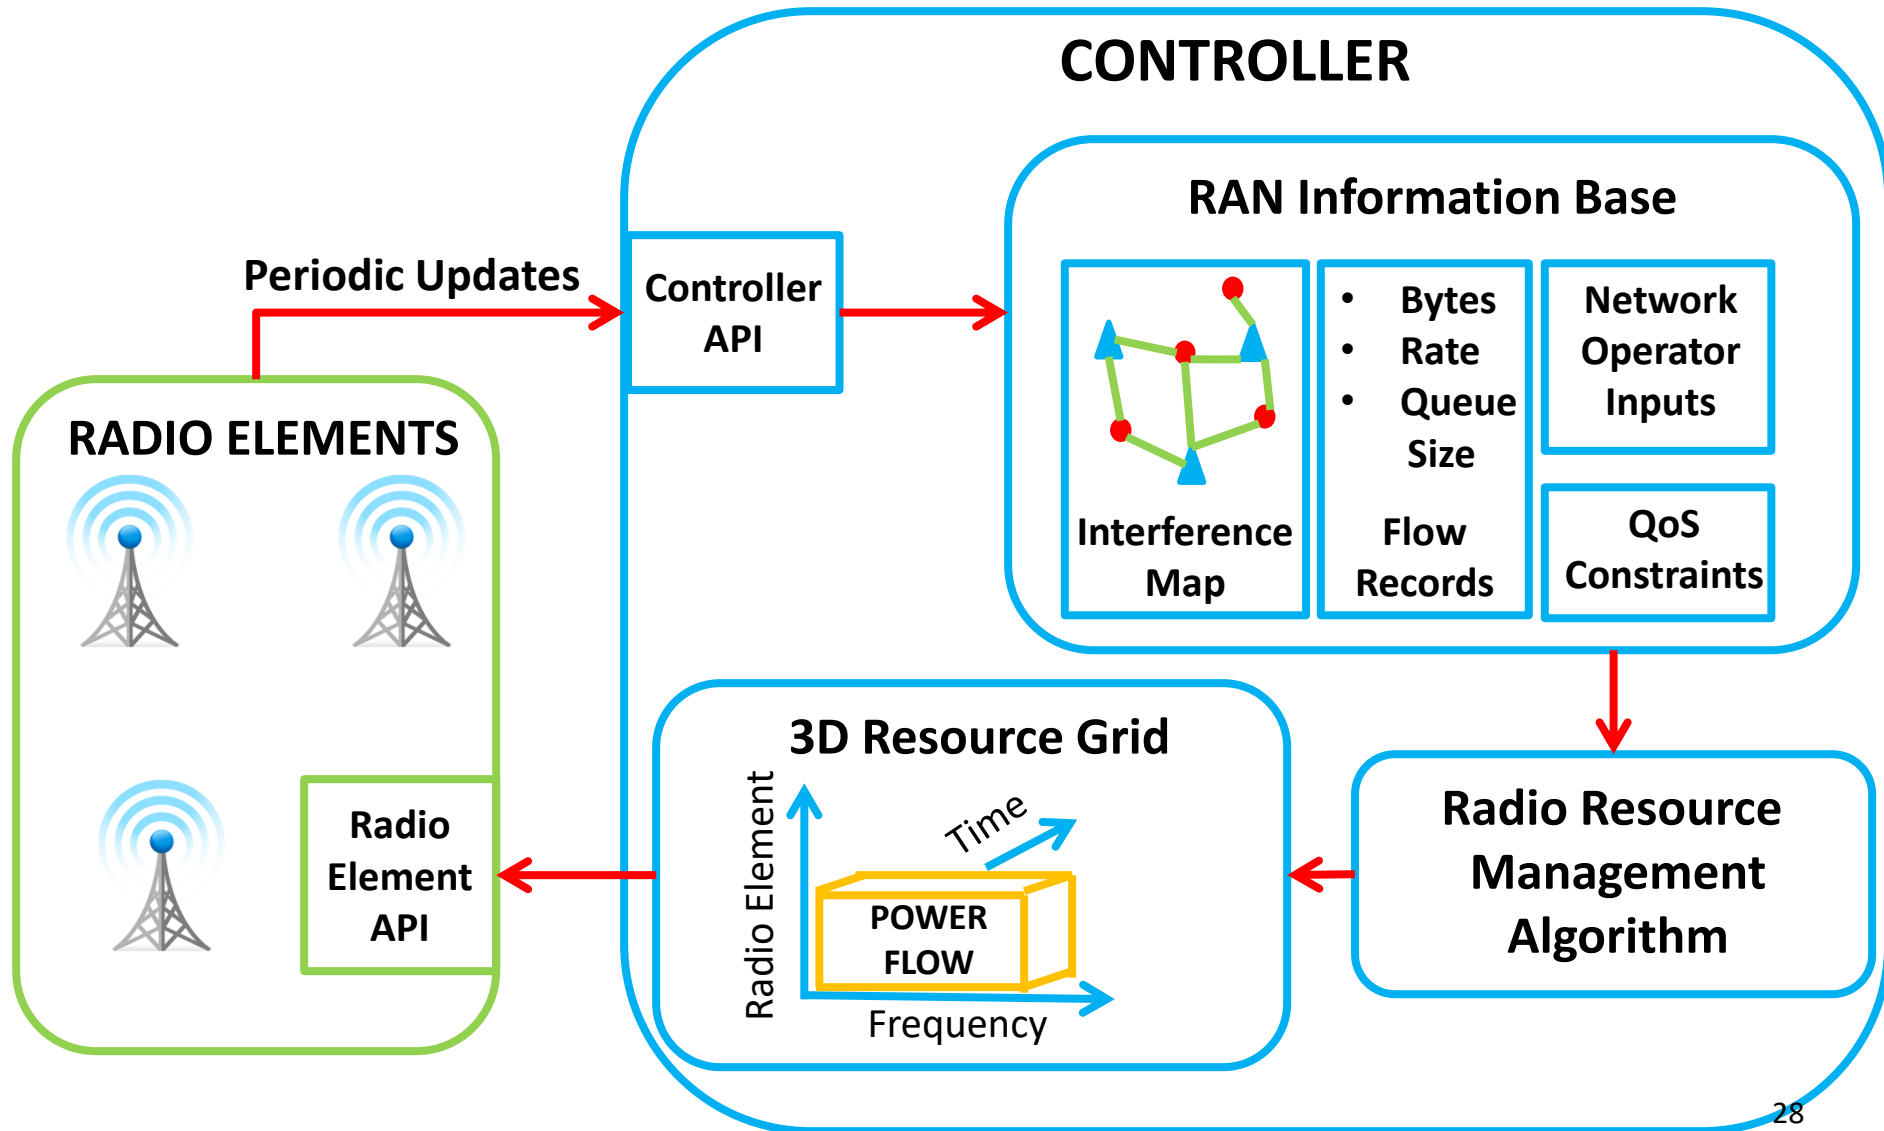 CONTROLLER
RAN Information Base
Periodic Updates
Controller
API
• Bytes
• Rate
• Queue
Size
Flow
Records
Network
Operator
Inputs
Interference
Map
QoS
Constraints
RADIO ELEMENTS
Radio
Element
API
3D Resource Grid
Radio Element
Time
POWER
FLOW
Frequency
Radio Resource
Management
Algorithm
28